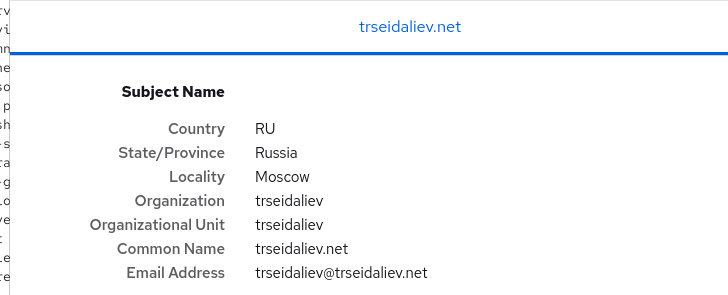 trseidaliev.net
Subject Name
Country RU
State/Province Russia
Locality Moscow
Organization trseidaliev
Organizational Unit trseidaliev
Common Name trseidaliev.net
Email Address trseidaliev@trseidaliev.net